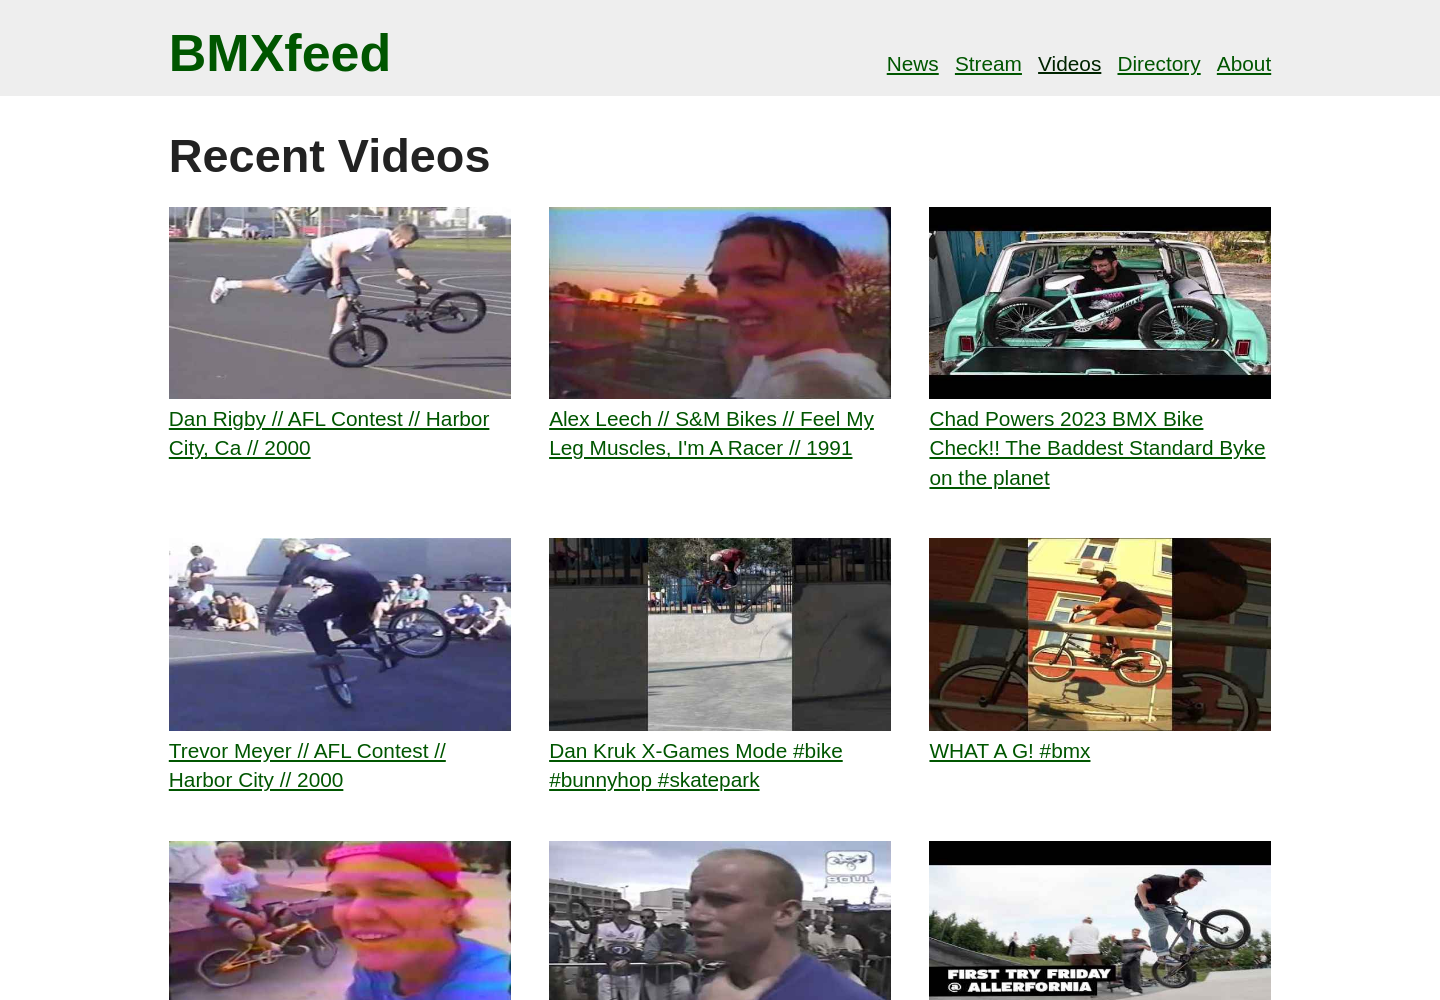 BMXfeed
News Stream Videos Directory About
Recent Videos
Dan Rigby // AFL Contest // Harbor
City, Ca // 2000
Alex Leech // S&M Bikes // Feel My
Leg Muscles, I'm A Racer // 1991
Chad Powers 2023 BMX Bike
Check!! The Baddest Standard Byke
on the planet
Trevor Meyer // AFL Contest //
Harbor City // 2000
Dan Kruk X-Games Mode #bike
#bunnyhop #skatepark
WHAT A G! #bmx
SOUL
FIRST TRY FRIDAY
@ ALLERFORNIA